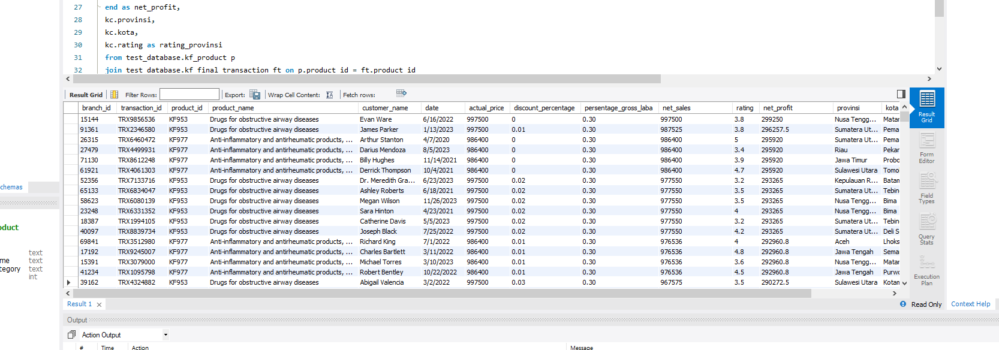 27 end as net_profit,
28 kc.provinsi,
29 kc.kota,
30 kc.rating as rating_provinsi
31 from test_database.kf_product p
32 join test_database.kf_final_transaction ft on p.product_id = ft.product_id
Result Grid Filter Rows: Export: Wrap Cell Content: Fetch rows:
branch_id transaction_id product_id product_name customer_name date actual_price discount_percentage persentage_gross_laba net_sales rating net_profit provinsi kota
15144 TRX9856536 KF953 Drugs for obstructive airway diseases Evan Ware 6/16/2022 997500 0 0.30 997500 3.8 299250 Nusa Tengg... Matar
91361 TRX2346580 KF953 Drugs for obstructive airway diseases James Parker 1/13/2023 997500 0.01 0.30 987525 3.8 296257.5 Sumatera Ut... Pema
26315 TRX6460472 KF977 Anti-inflammatory and antirheumatic products, ... Arthur Stanton 4/7/2020 986400 0 0.30 986400 5 295920 Sumatera Ut... Pema
27479 TRX4499931 KF977 Anti-inflammatory and antirheumatic products, ... Darius Mendoza 8/5/2023 986400 0 0.30 986400 3.4 295920 Riau Pekar
71130 TRX8612248 KF977 Anti-inflammatory and antirheumatic products, ... Billy Hughes 11/14/2021 986400 0 0.30 986400 3.9 295920 Jawa Timur Probo
61921 TRX4061303 KF977 Anti-inflammatory and antirheumatic products, ... Derrick Thompson 10/4/2021 986400 0 0.30 986400 4.7 295920 Sulawesi Utara Tomo
52356 TRX7133716 KF953 Drugs for obstructive airway diseases Dr. Meredith Gra... 6/23/2023 997500 0.02 0.30 977550 3.2 293265 Kepulauan R... Batan
65133 TRX6834047 KF953 Drugs for obstructive airway diseases Ashley Roberts 6/18/2021 997500 0.02 0.30 977550 3.5 293265 Sumatera Ut... Tebin
58623 TRX6080139 KF953 Drugs for obstructive airway diseases Megan Wilson 11/26/2023 997500 0.02 0.30 977550 3.5 293265 Nusa Tengg... Bima
23248 TRX6331352 KF953 Drugs for obstructive airway diseases Sara Hinton 4/23/2021 997500 0.02 0.30 977550 4 293265 Nusa Tengg... Bima
18387 TRX1994105 KF953 Drugs for obstructive airway diseases Catherine Davis 5/5/2023 997500 0.02 0.30 977550 3.2 293265 Sumatera Ut... Tebin
40097 TRX8839734 KF953 Drugs for obstructive airway diseases Joseph Black 7/25/2022 997500 0.02 0.30 977550 4.2 293265 Sumatera Ut... Deli S
69841 TRX3512980 KF977 Anti-inflammatory and antirheumatic products, ... Richard King 7/1/2022 986400 0.01 0.30 976536 4 292960.8 Aceh Lhoks
17192 TRX9245007 KF977 Anti-inflammatory and antirheumatic products, ... Charles Bartlett 3/11/2022 986400 0.01 0.30 976536 4.8 292960.8 Jawa Tengah Sema
15391 TRX3079000 KF977 Anti-inflammatory and antirheumatic products, ... Michael Torres 3/10/2023 986400 0.01 0.30 976536 3.6 292960.8 Nusa Tengg... Matar
41234 TRX1095798 KF977 Anti-inflammatory and antirheumatic products, ... Robert Bentley 10/22/2022 986400 0.01 0.30 976536 4.5 292960.8 Jawa Tengah Purwo
39162 TRX4324882 KF953 Drugs for obstructive airway diseases Abigail Valencia 3/2/2022 997500 0.03 0.30 967575 3.5 290272.5 Sulawesi Utara Kotan
Result
Grid
Form
Editor
Field
Types
Query
Stats
Execution
Plan
chemas
oduct
text
me text
tegory text
int
Result 1
Read Only
Context Help
Output
Action Output
# Time Action Message